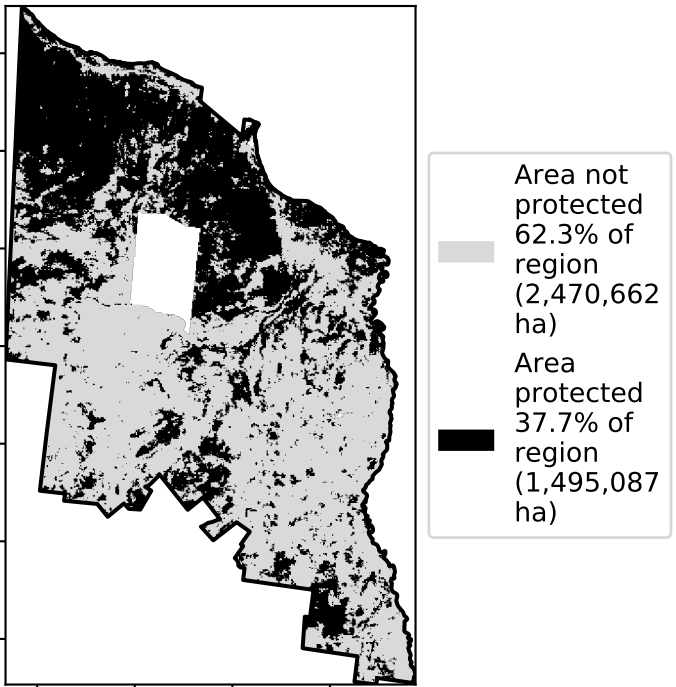 Area not
protected
62.3% of
region
(2,470,662
ha)
Area
protected
37.7% of
region
(1,495,087
ha)